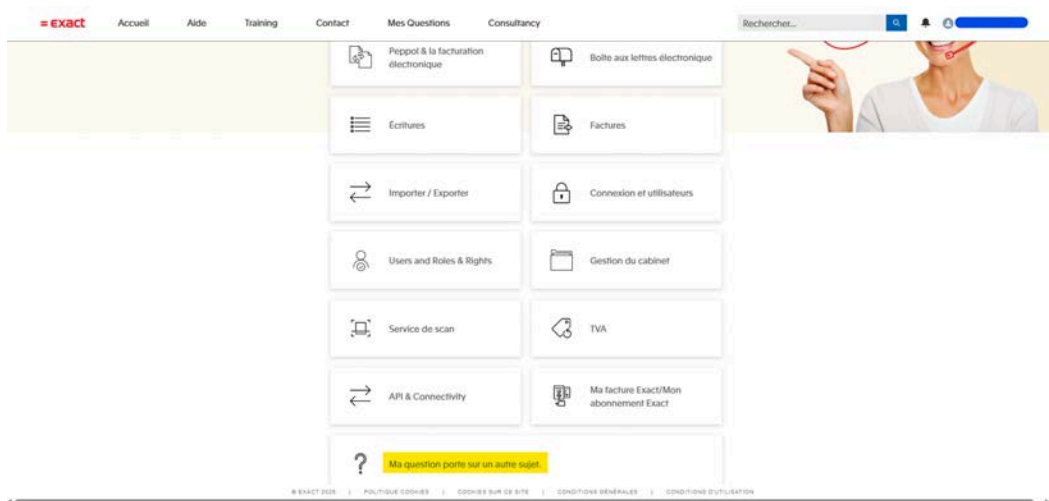 = exact Accueil Aide Training Contact Mes Questions Consultancy Rechercher...
Peppol & la facturation
électronique
Boîte aux lettres électronique
Écritures
Factures
Importer / Exporter
Connexion et utilisateurs
Users and Roles & Rights
Gestion du cabinet
Service de scan
TVA
API & Connectivity
Ma facture Exact/Mon
abonnement Exact
? Ma question porte sur un autre sujet.
© EXACT 2025 | POLITIQUE COOKIES | COOKIES SUR CE SITE | CONDITIONS GÉNÉRALES | CONDITIONS D'UTILISATION